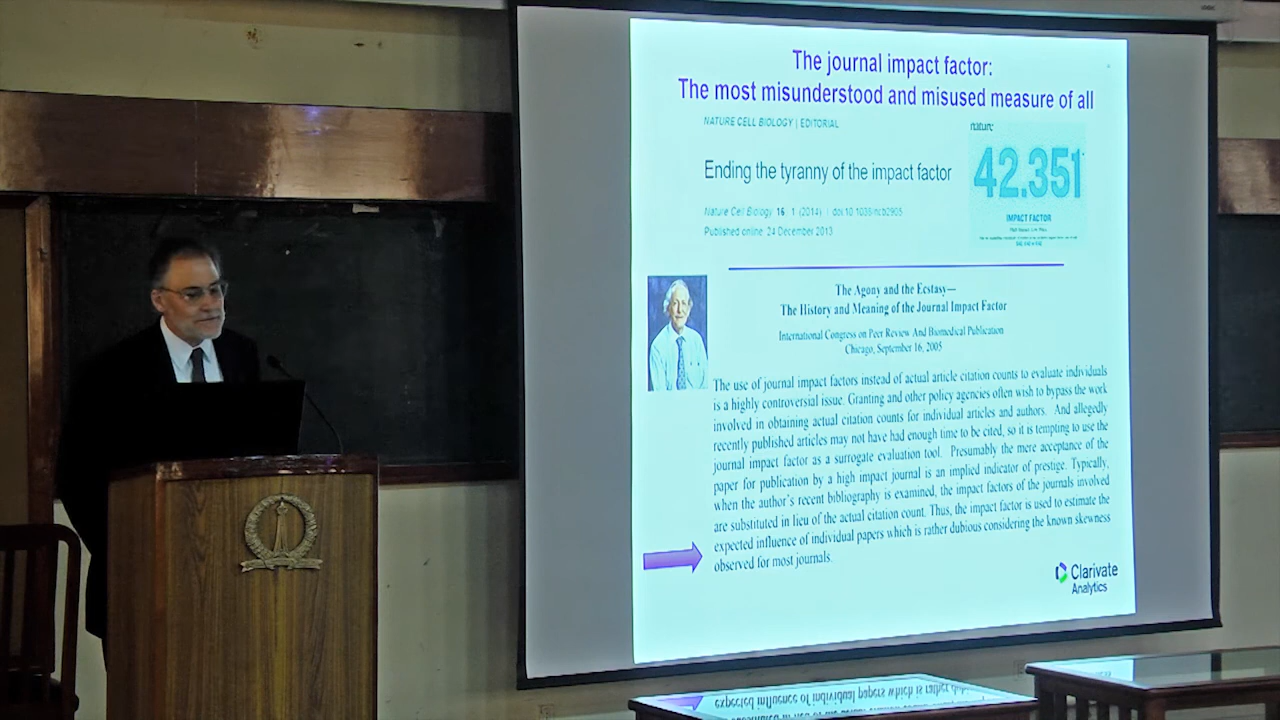 The journal impact factor:
The most misunderstood and misused measure of all
NATURE CELL BIOLOGY | EDITORIAL
nature
42.351
Ending the tyranny of the impact factor
IMPACT FACTOR
Nature Cell Biology 16, 1 (2014) | doi:10.1038/ncb2905
Published online 24 December 2013
The Agony and the Ecstasy—
The History and Meaning of the Journal Impact Factor
International Congress on Peer Review And Biomedical Publication
Chicago, September 16, 2005
The use of journal impact factors instead of actual article citation counts to evaluate individuals
is a highly controversial issue. Granting and other policy agencies often wish to bypass the work
involved in obtaining actual citation counts for individual articles and authors. And allegedly
recently published articles may not have had enough time to be cited, so it is tempting to use the
journal impact factor as a surrogate evaluation tool. Presumably the mere acceptance of the
paper for publication by a high impact journal is an implied indicator of prestige. Typically,
when the author's recent bibliography is examined, the impact factors of the journals involved
are substituted in lieu of the actual citation count. Thus, the impact factor is used to estimate the
expected influence of individual papers which is rather dubious considering the known skewness
observed for most journals.
Clarivate
Analytics